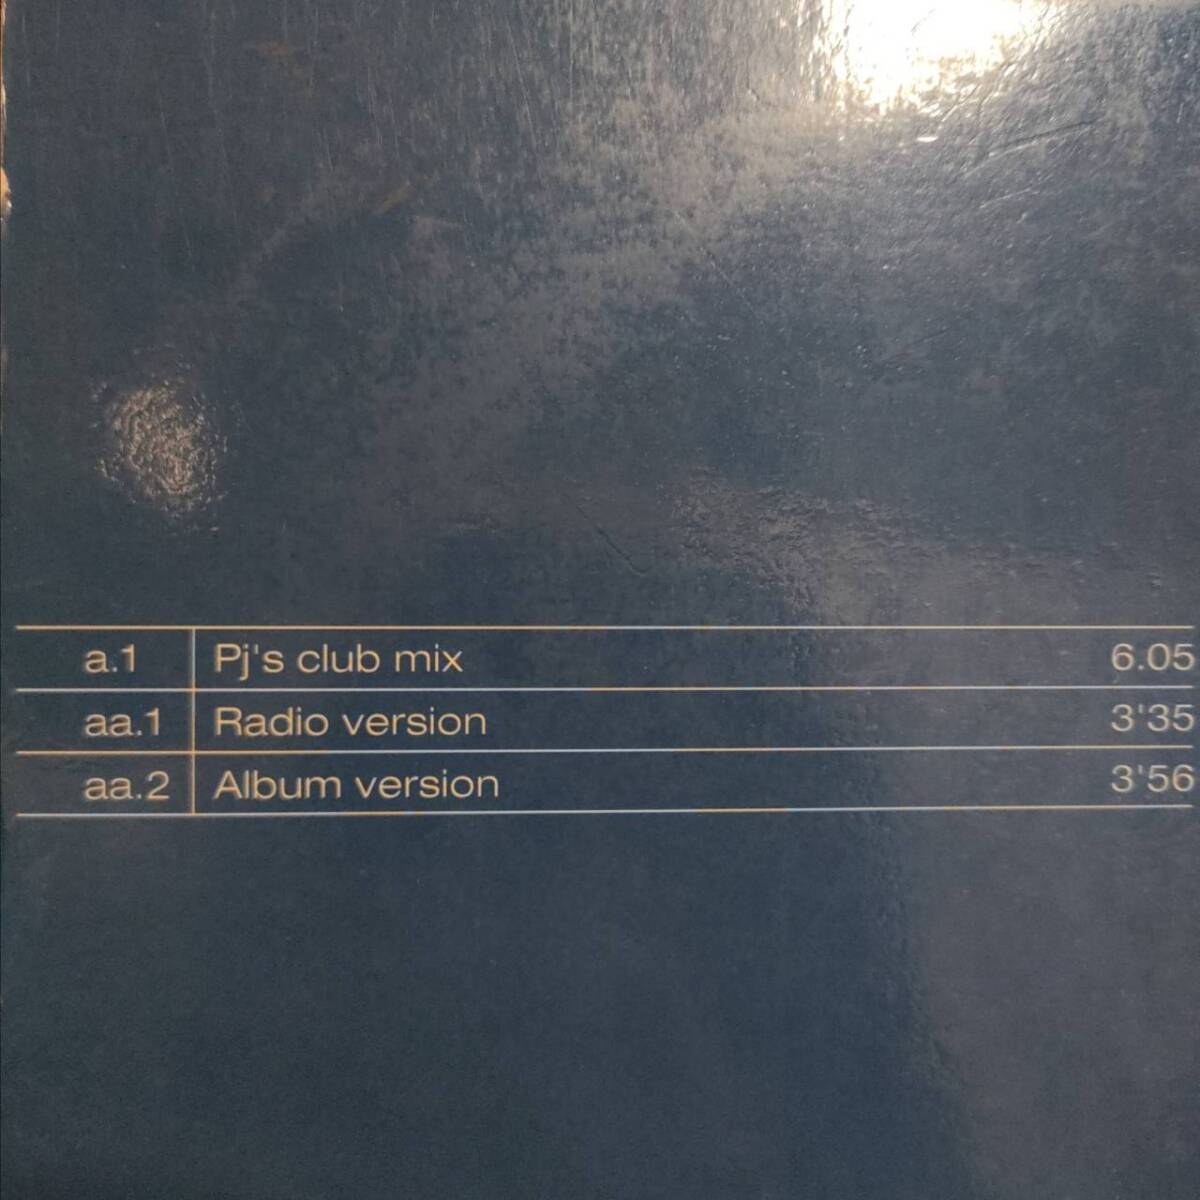 a.1 Pj's club mix 6.05
aa.1 Radio version 3'35
aa.2 Album version 3'56